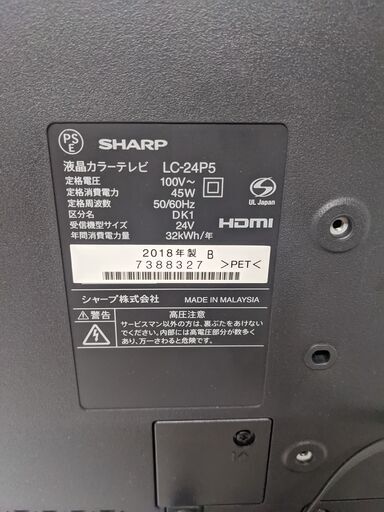 PS
E
SHARP
液晶カラーテレビ LC-24P5
定格電圧 100V~
定格消費電力 45W
定格周波数 50/60Hz
区分名 DK1
受信機型サイズ 24V
年間消費電力量 32kWh/年
S
UL Japan
HDMI
2018年製 B
7388327 >PET<
シャープ株式会社 MADE IN MALAYSIA
警告 高圧注意
サービスマン以外の方は、裏ぶたをあけないで
ください。内部には高電圧部分が数多く
あり、万一さわると危険です。